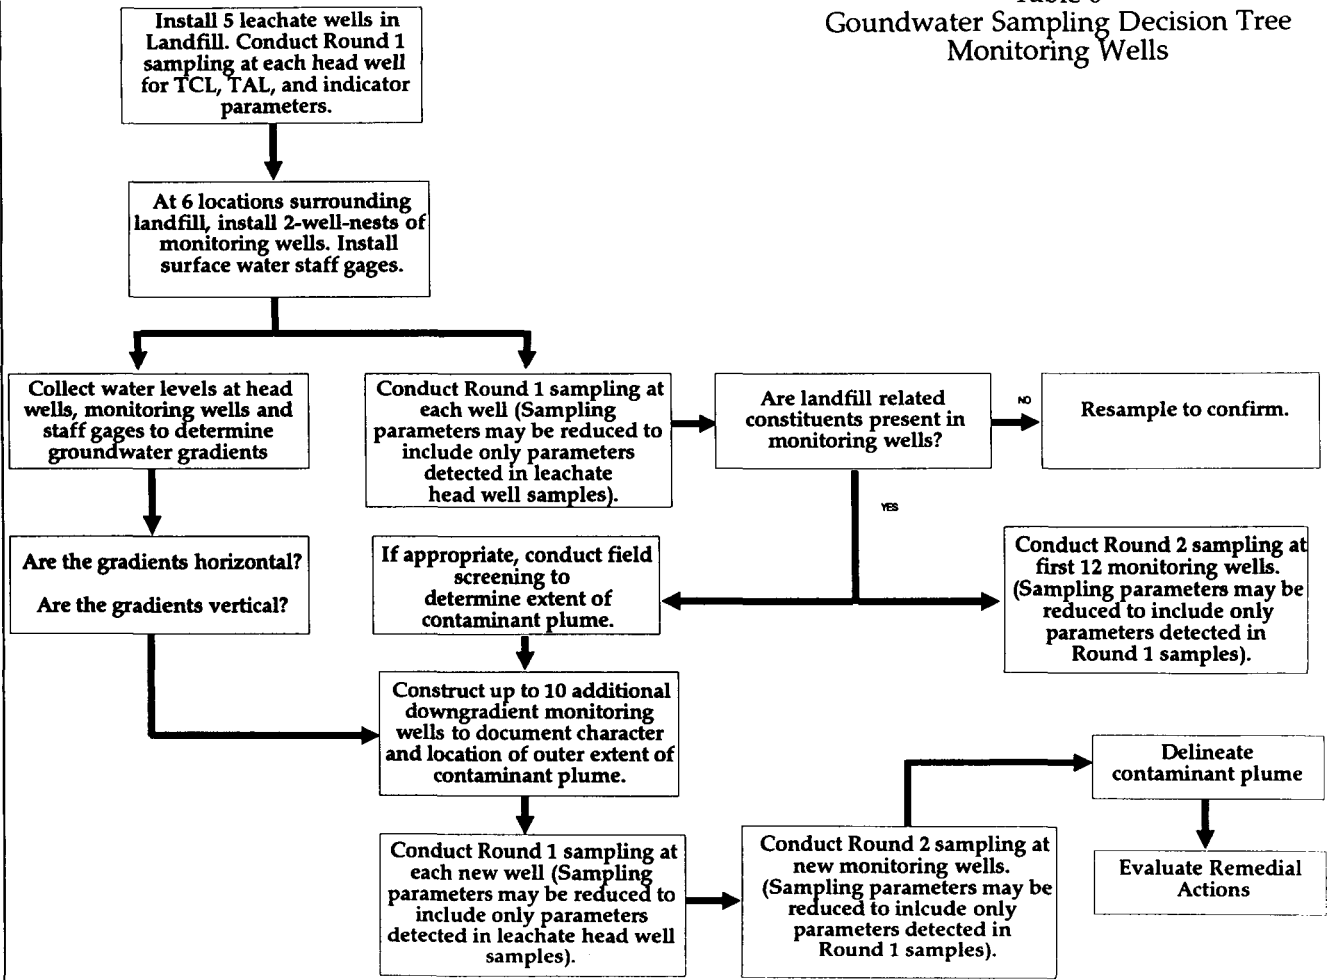 Goundwater Sampling Decision Tree
Monitoring Wells
Install 5 leachate wells in
Landfill. Conduct Round 1
sampling at each head well
for TCL, TAL, and indicator
parameters.
At 6 locations surrounding
landfill, install 2-well-nests of
monitoring wells. Install
surface water staff gages.
Collect water levels at head
wells, monitoring wells and
staff gages to determine
groundwater gradients
Conduct Round 1 sampling at
each well (Sampling
parameters may be reduced to
include only parameters
detected in leachate
head well samples).
Are landfill related
constituents present in
monitoring wells?
NO
Resample to confirm.
YES
Are the gradients horizontal?
Are the gradients vertical?
If appropriate, conduct field
screening to
determine extent of
contaminant plume.
Conduct Round 2 sampling at
first 12 monitoring wells.
(Sampling parameters may be
reduced to include only
parameters detected in
Round 1 samples).
Construct up to 10 additional
downgradient monitoring
wells to document character
and location of outer extent of
contaminant plume.
Delineate
contaminant plume
Conduct Round 1 sampling at
each new well (Sampling
parameters may be reduced to
include only parameters
detected in leachate head well
samples).
Conduct Round 2 sampling at
new monitoring wells.
(Sampling parameters may be
reduced to inlcude only
parameters detected in
Round 1 samples).
Evaluate Remedial
Actions